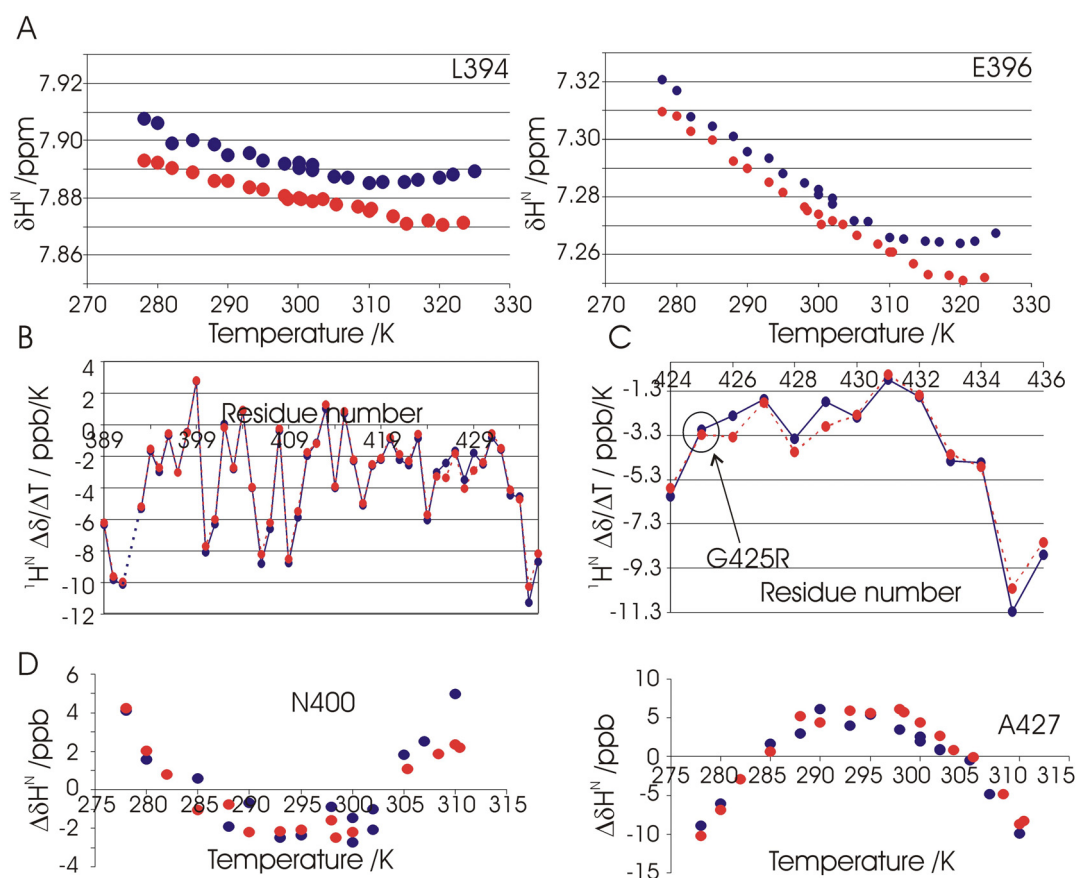 A
L394
7.92
7.90
7.88
7.86
δH^N /ppm
270 280 290 300 310 320 330
Temperature /K
E396
7.32
7.30
7.28
7.26
δH^N /ppm
270 280 290 300 310 320 330
Temperature /K
B
4
2
0
-2
-4
-6
-8
-10
-12
¹H^N Δδ/ΔT / ppb/K
Residue number
389 399 409 419 429
C
424 426 428 430 432 434 436
-1.3
-3.3
-5.3
-7.3
-9.3
-11.3
¹H^N Δδ/ΔT / ppb/K
G425R
Residue number
D
6
4
2
0
-2
-4
ΔδH^N /ppb
N400
275 280 285 290 295 300 305 310 315
Temperature /K
10
5
0
-5
-10
-15
ΔδH^N /ppb
A427
275 280 285 290 295 300 305 310 315
Temperature /K